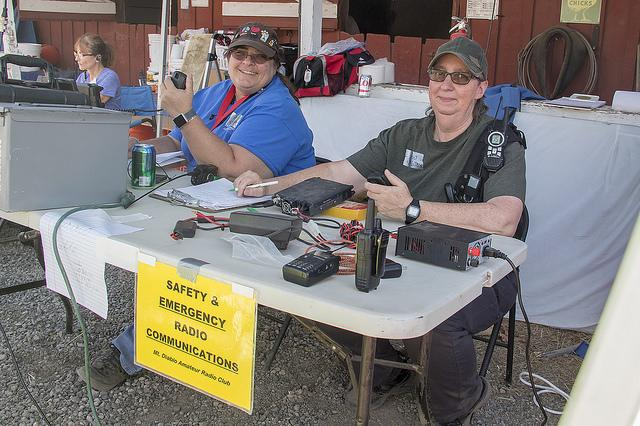 CHICKS
SAFETY &
EMERGENCY
RADIO
COMMUNICATIONS
Mt. Diablo Amateur Radio Club